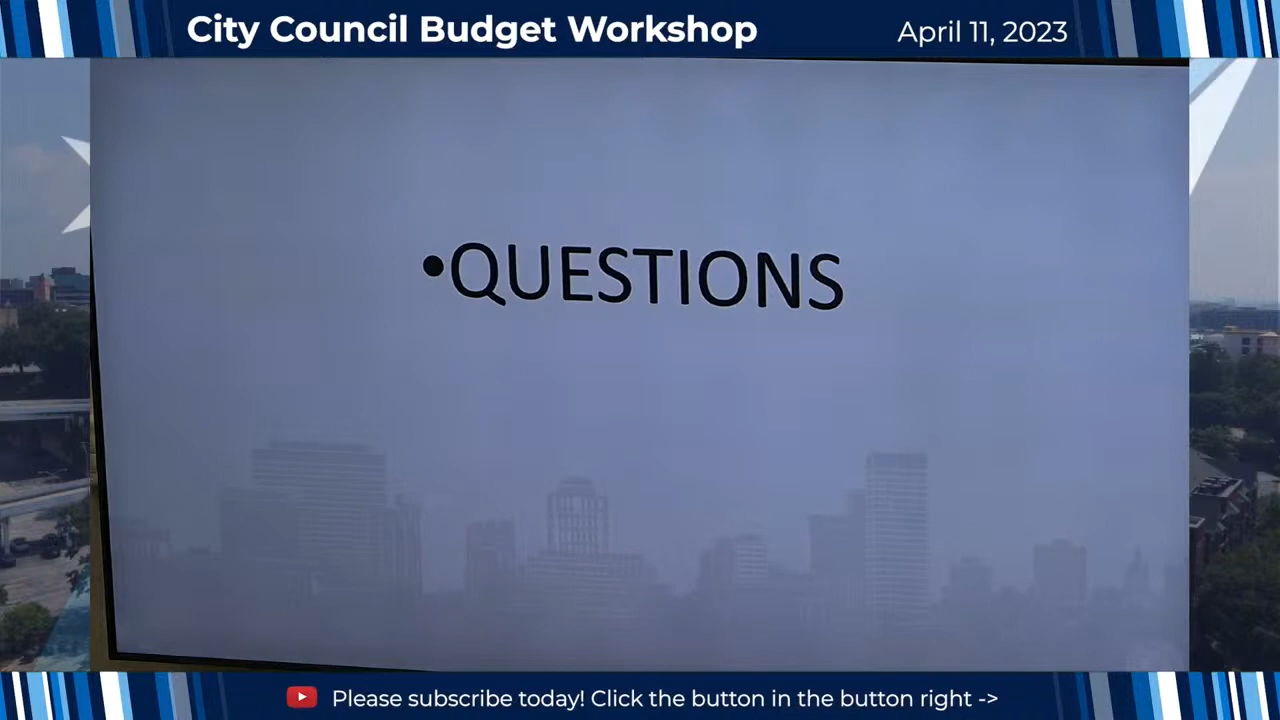 City Council Budget Workshop
April 11, 2023
•QUESTIONS
Please subscribe today! Click the button in the button right ->